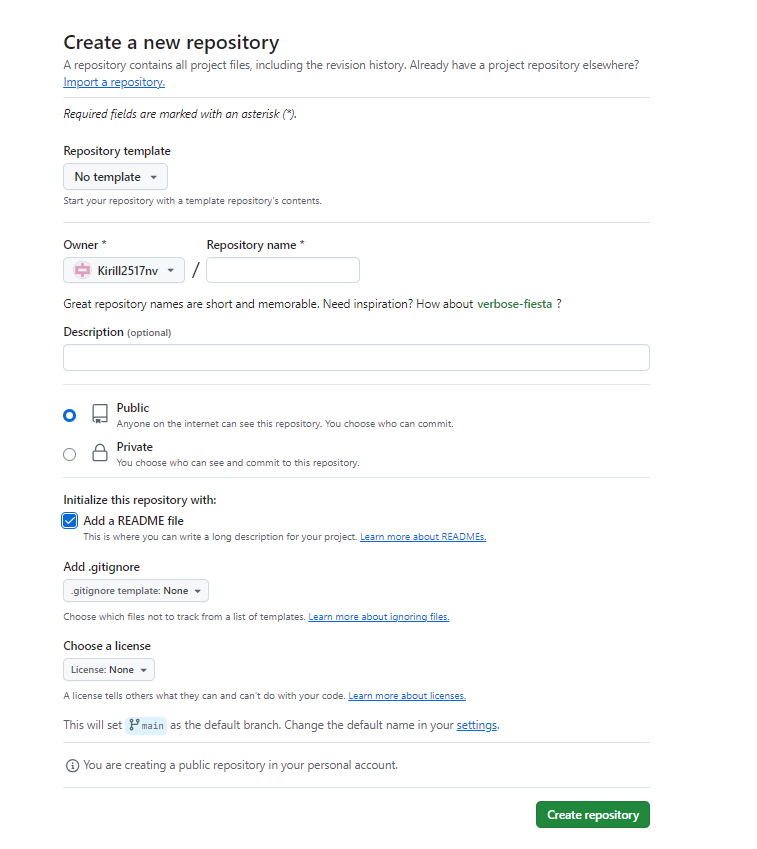 Create a new repository
A repository contains all project files, including the revision history. Already have a project repository elsewhere?
Import a repository.
Required fields are marked with an asterisk (*).
Repository template
No template
Start your repository with a template repository's contents.
Owner *
Repository name *
Kirill2517nv
/
Great repository names are short and memorable. Need inspiration? How about verbose-fiesta ?
Description (optional)
Public
Anyone on the internet can see this repository. You choose who can commit.
Private
You choose who can see and commit to this repository.
Initialize this repository with:
Add a README file
This is where you can write a long description for your project. Learn more about READMEs.
Add .gitignore
.gitignore template: None
Choose which files not to track from a list of templates. Learn more about ignoring files.
Choose a license
License: None
A license tells others what they can and can't do with your code. Learn more about licenses.
This will set main as the default branch. Change the default name in your settings.
You are creating a public repository in your personal account.
Create repository